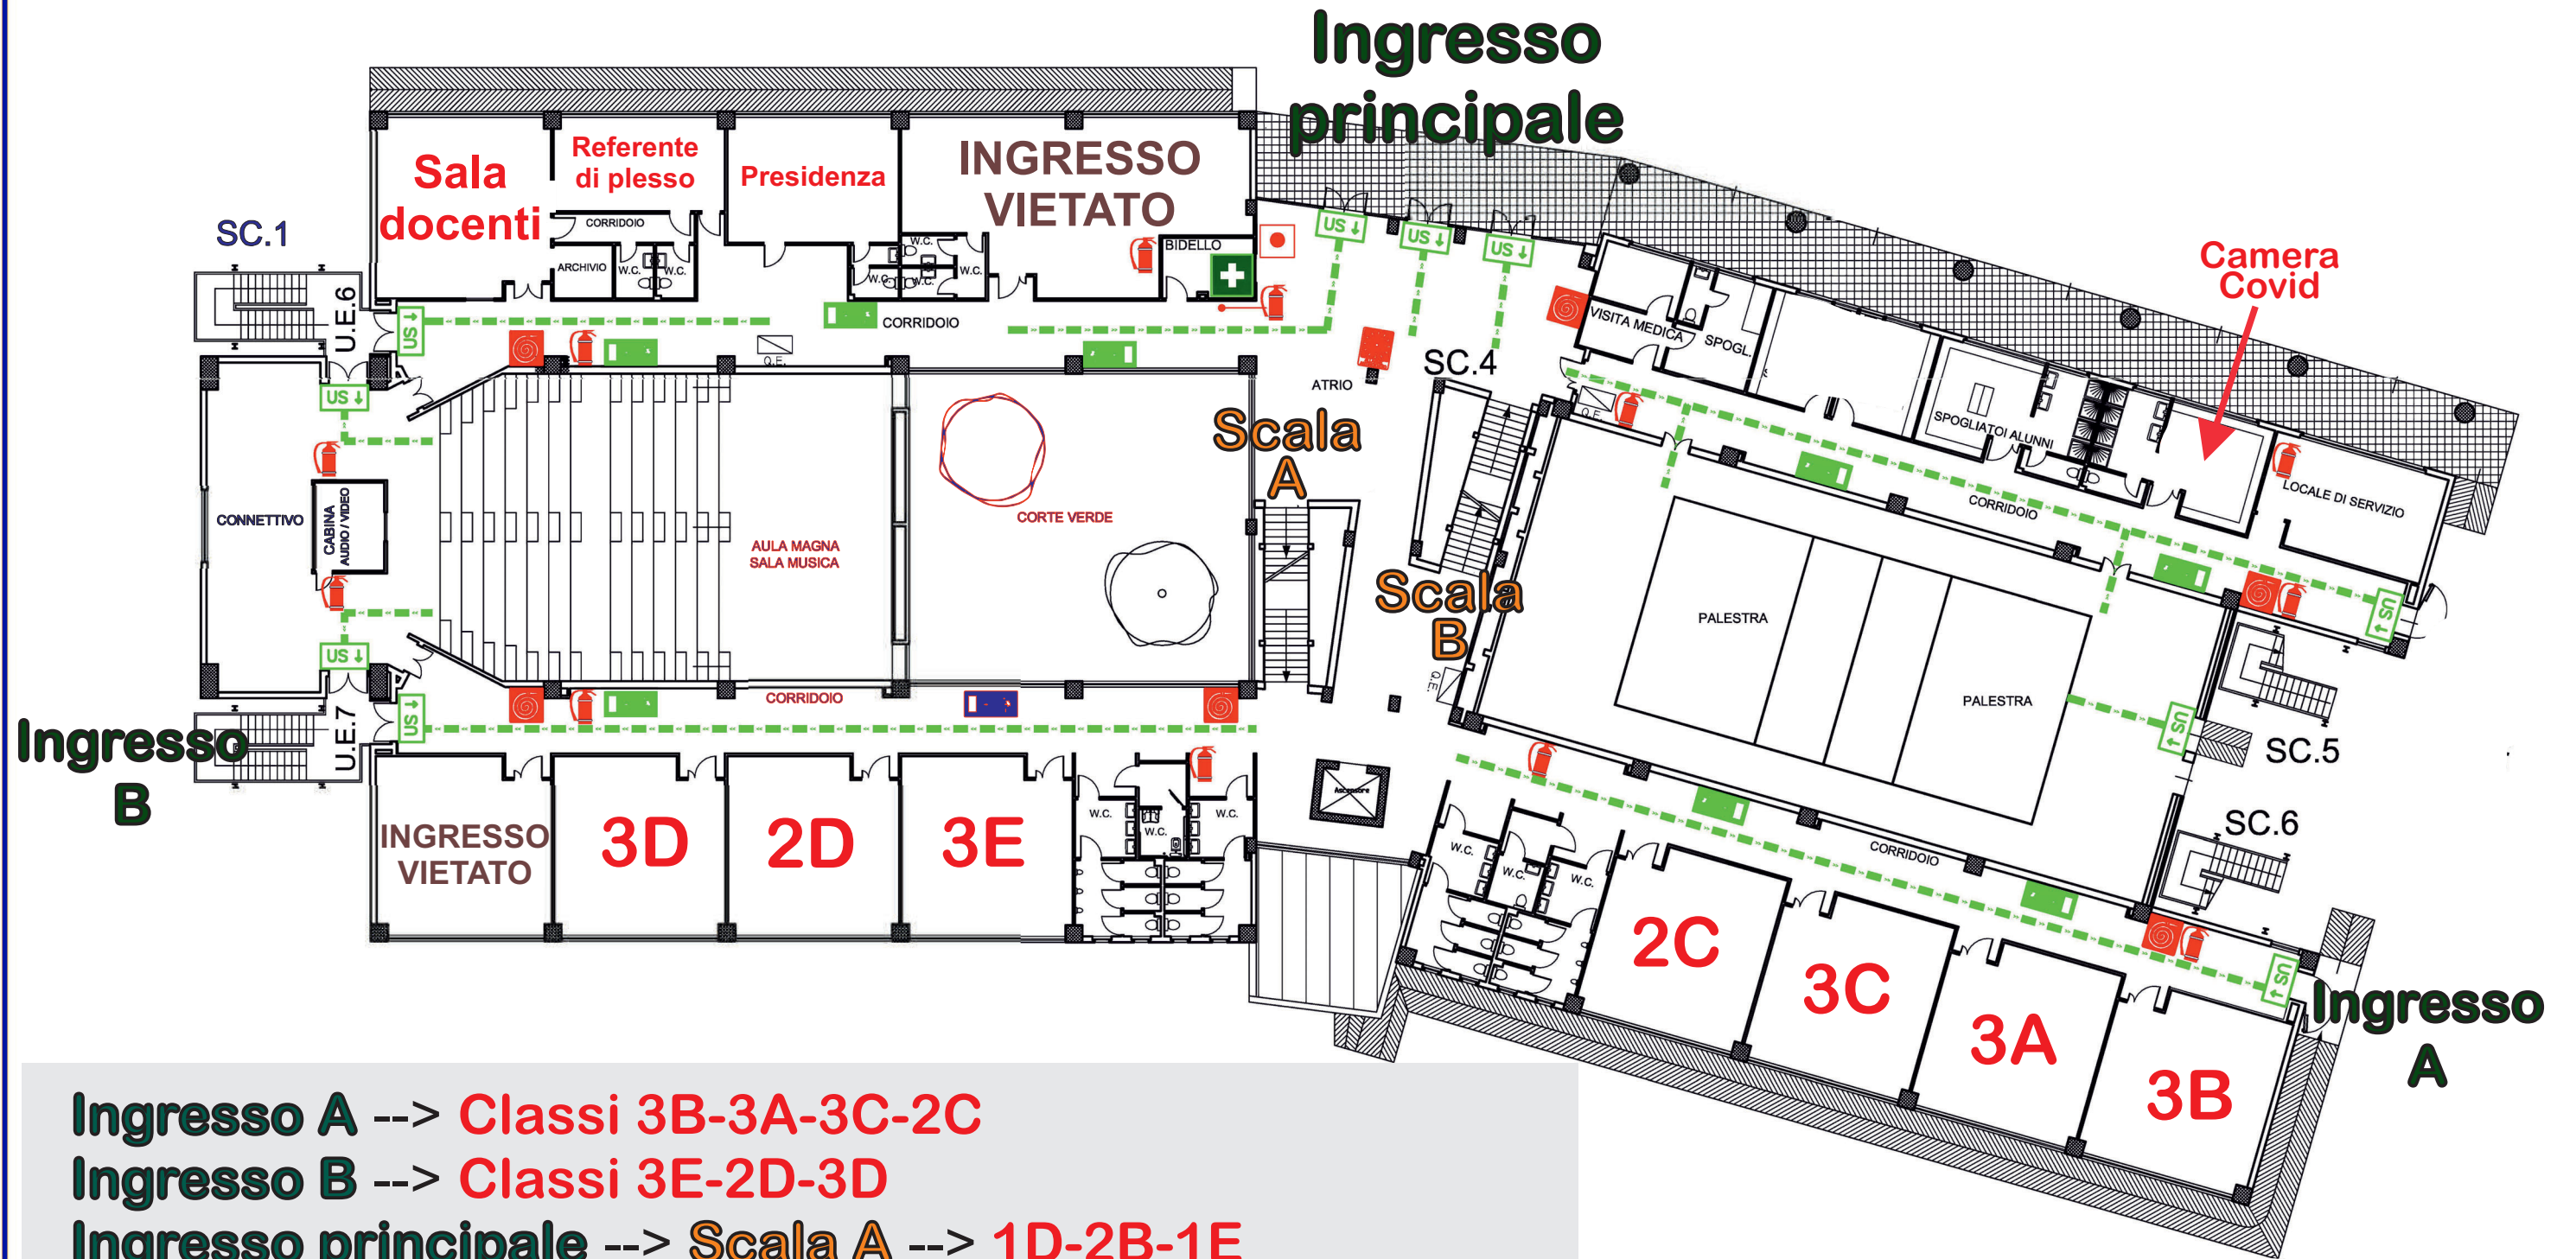 Ingresso
principale
Sala
docenti
Referente
di plesso
Presidenza
INGRESSO
VIETATO
CORRIDOIO
ARCHIVIO
W.C.
W.C.
W.C.
W.C.
W.C.
W.C.
BIDELLO
US ↓
US ↓
US ↓
SC.1
U.E.6
US ↓
CORRIDOIO
Q.E.
US ↓
ATRIO
SC.4
VISITA MEDICA
SPOGL.
Q.E.
SPOGLIATOI ALUNNI
Camera
Covid
LOCALE DI SERVIZIO
CORRIDOIO
US ↓
CONNETTIVO
CABINA
AUDIO / VIDEO
AULA MAGNA
SALA MUSICA
CORTE VERDE
Scala
A
Scala
B
Q.E.
PALESTRA
PALESTRA
US ↓
SC.5
SC.6
US ↓
U.E.7
US ↓
CORRIDOIO
Ingresso
B
INGRESSO
VIETATO
3D
2D
3E
W.C.
W.C.
W.C.
Ascensore
W.C.
W.C.
W.C.
CORRIDOIO
2C
3C
3A
3B
US ↓
Ingresso
A
Ingresso A --> Classi 3B-3A-3C-2C
Ingresso B --> Classi 3E-2D-3D
Ingresso principale --> Scala A --> 1D-2B-1E